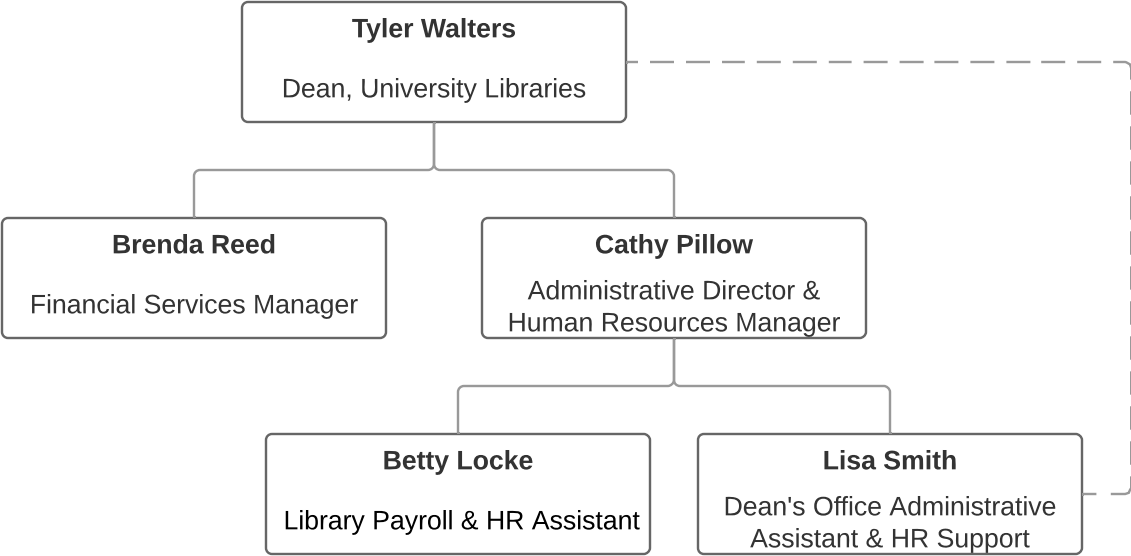 Tyler Walters
Dean, University Libraries
Brenda Reed
Financial Services Manager
Cathy Pillow
Administrative Director &
Human Resources Manager
Betty Locke
Library Payroll & HR Assistant
Lisa Smith
Dean's Office Administrative
Assistant & HR Support